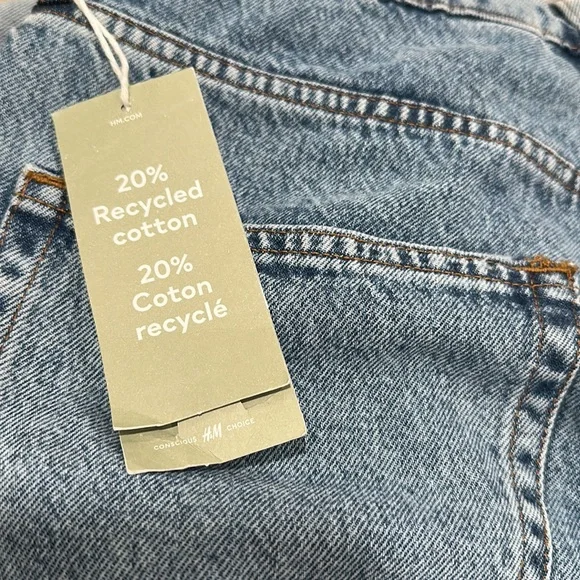 HM.COM
20%
Recycled
cotton
20%
Coton
recyclé
CONSCIOUS H&M CHOICE